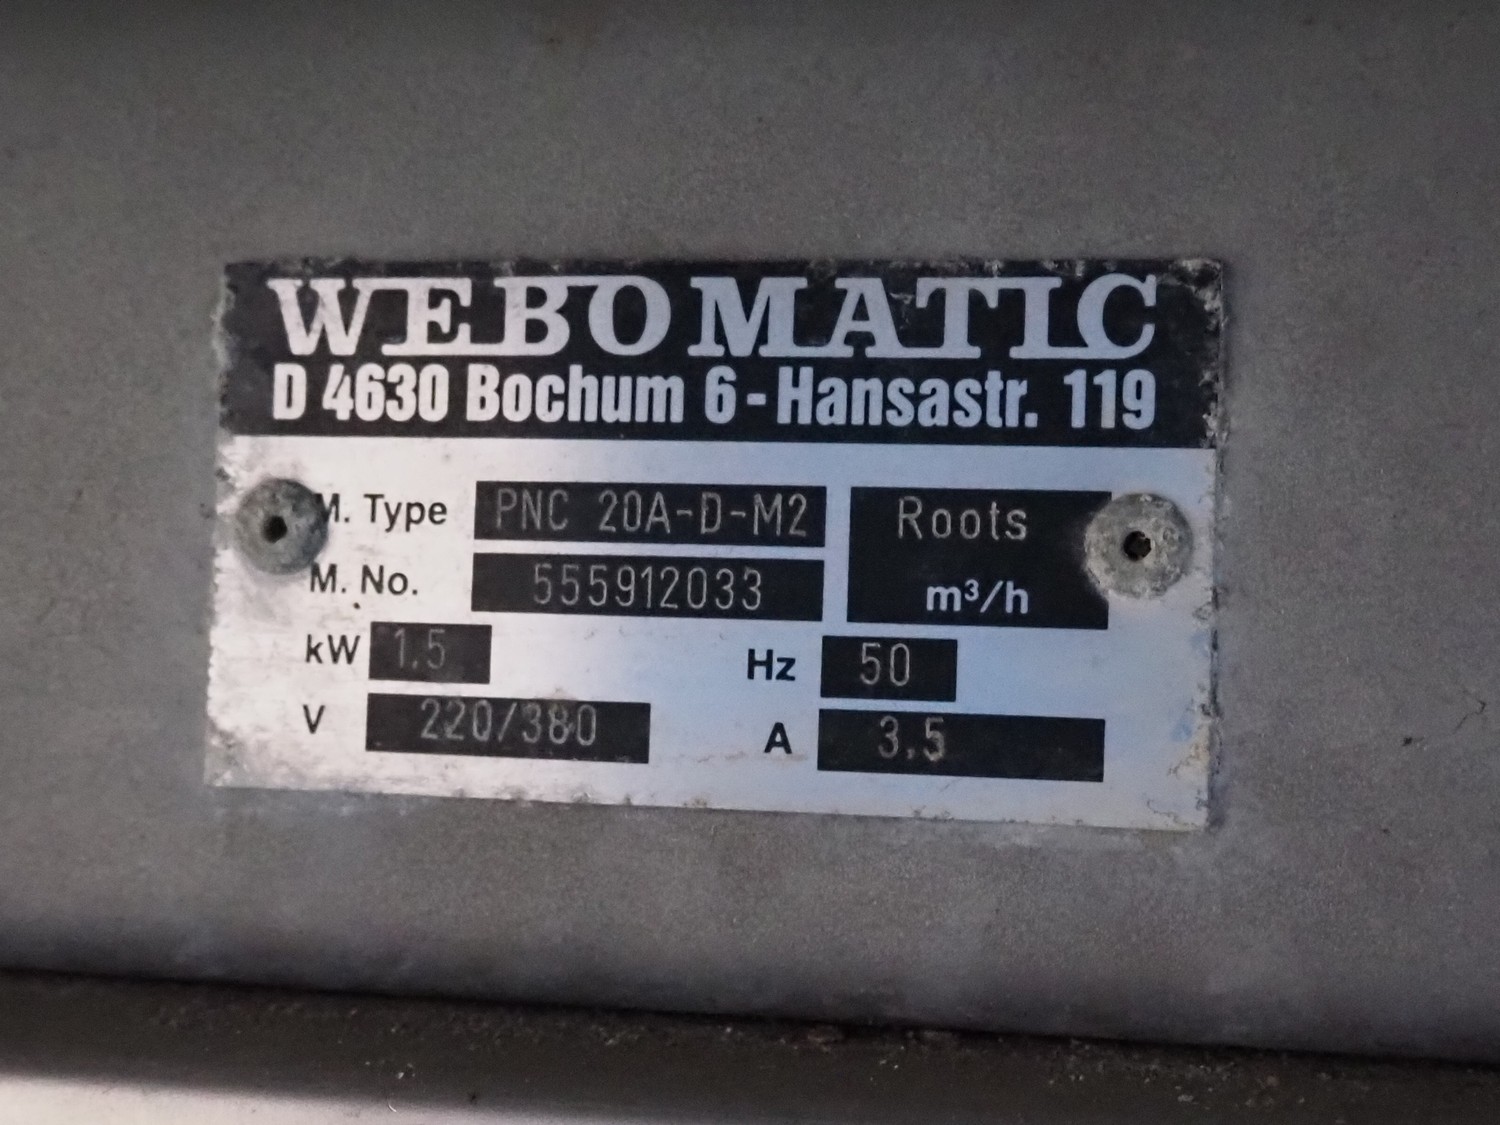 WEBOMATIC
D 4630 Bochum 6 - Hansastr. 119
M. Type PNC 20A-D-M2 Roots
M. No. 555912033 m³/h
kW 1.5 Hz 50
V 220/380 A 3.5